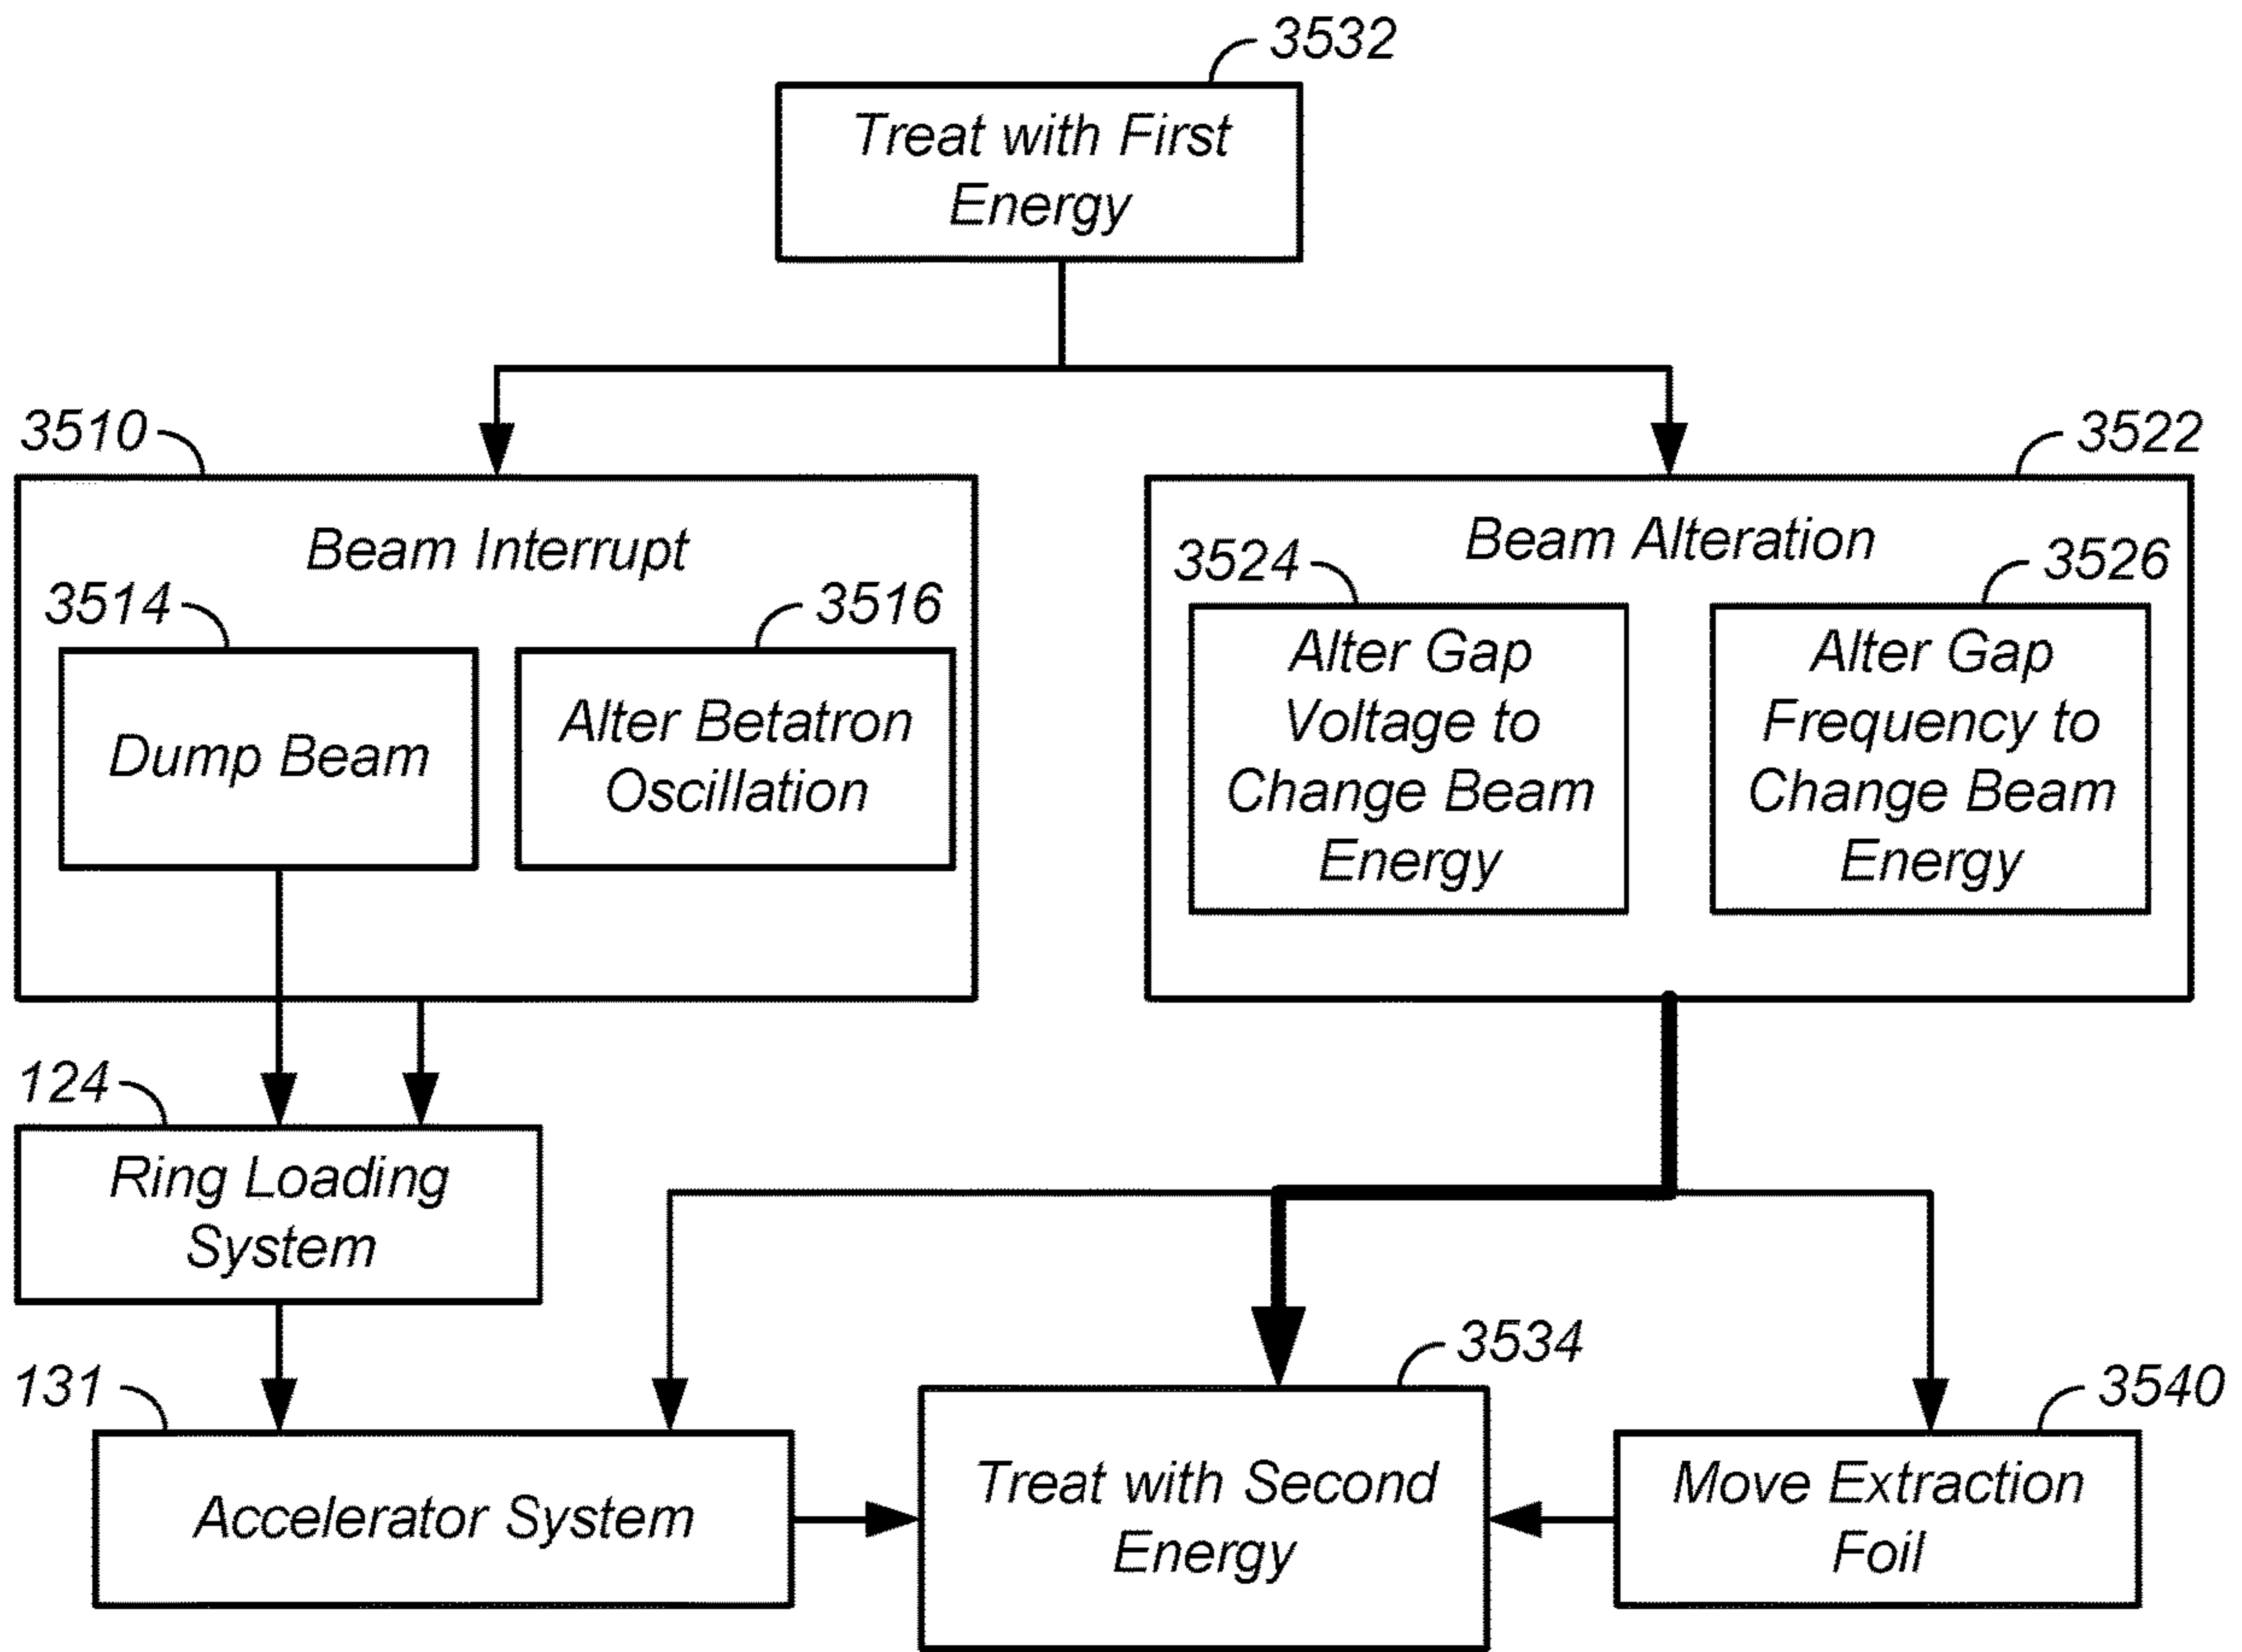 3532
Treat with First
Energy
3510
3522
Beam Interrupt
Beam Alteration
3514
3516
3524
3526
Dump Beam
Alter Betatron
Oscillation
Alter Gap
Voltage to
Change Beam
Energy
Alter Gap
Frequency to
Change Beam
Energy
124
Ring Loading
System
131
3534
3540
Accelerator System
Treat with Second
Energy
Move Extraction
Foil